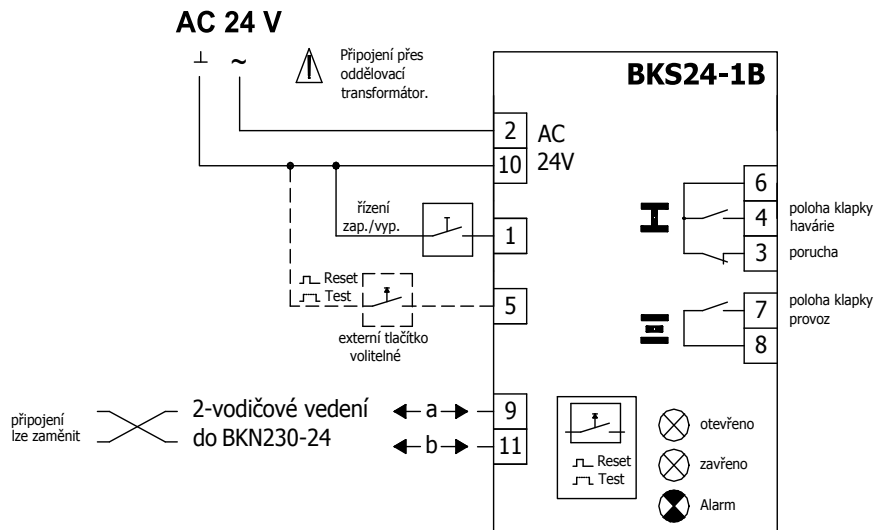 AC 24 V
⊥ ~
Připojení přes
oddělovací
transformátor.
BKS24-1B
2
AC
10
24V
6
řízení
zap./vyp.
1
4
poloha klapky
havárie
3
porucha
Reset
Test
5
externí tlačítko
volitelné
7
poloha klapky
provoz
8
připojení
lze zaměnit
2-vodičové vedení
do BKN230-24
a
b
9
11
Reset
Test
otevřeno
zavřeno
Alarm